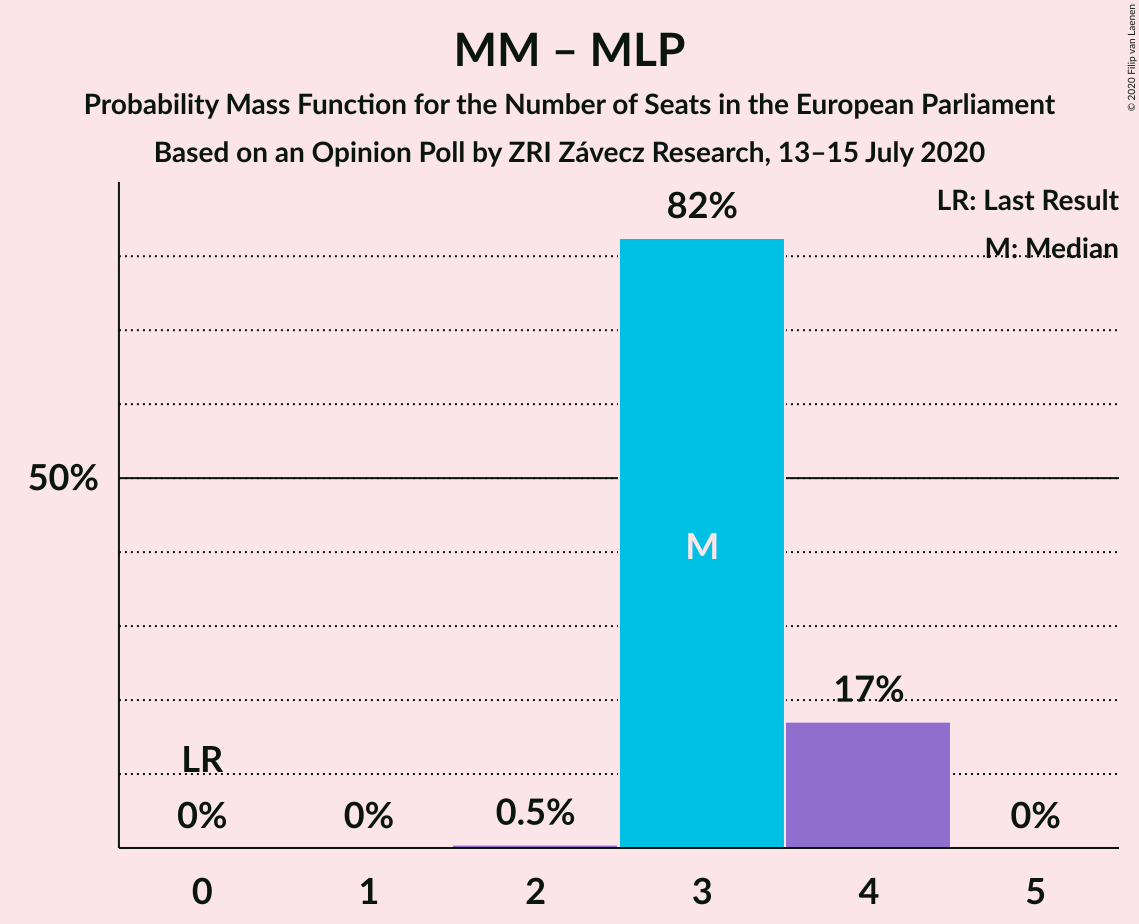 MM – MLP
Probability Mass Function for the Number of Seats in the European Parliament
Based on an Opinion Poll by ZRI Závecz Research, 13–15 July 2020
© 2020 Filip van Laenen
LR: Last Result
M: Median
82%
50%
M
17%
LR
0%
0%
0.5%
0%
0 1 2 3 4 5